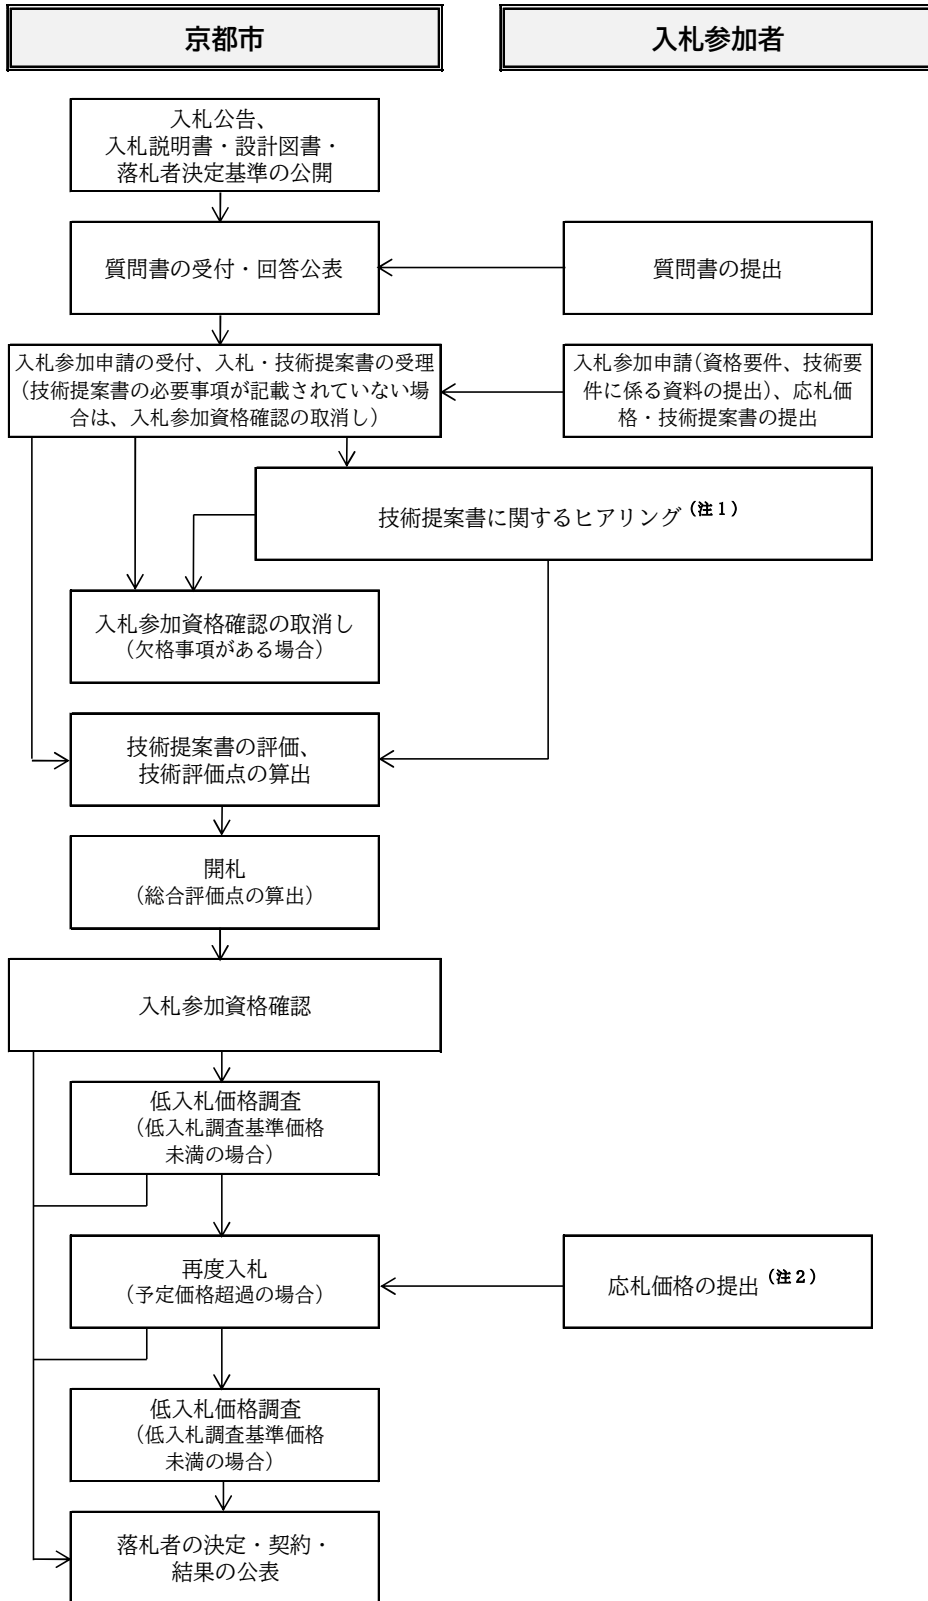 京都市
入札参加者
入札公告、
入札説明書・設計図書・
落札者決定基準の公開
質問書の受付・回答公表
質問書の提出
入札参加申請の受付、入札・技術提案書の受理
（技術提案書の必要事項が記載されていない場
合は、入札参加資格確認の取消し）
入札参加申請（資格要件、技術要
件に係る資料の提出）、応札価
格・技術提案書の提出
技術提案書に関するヒアリング（注１）
入札参加資格確認の取消し
（欠格事項がある場合）
技術提案書の評価、
技術評価点の算出
開札
（総合評価点の算出）
入札参加資格確認
低入札価格調査
（低入札調査基準価格
未満の場合）
再度入札
（予定価格超過の場合）
応札価格の提出（注２）
低入札価格調査
（低入札調査基準価格
未満の場合）
落札者の決定・契約・
結果の公表